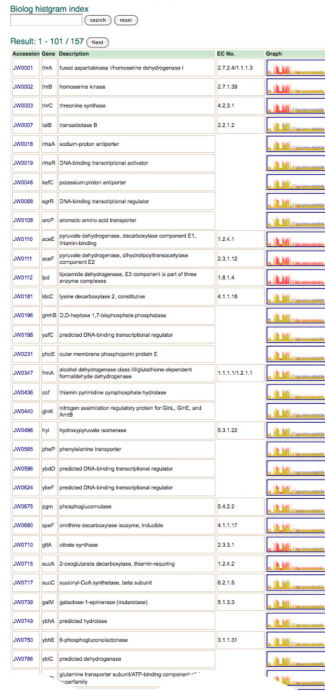 Biolog histgram index
search reset
Result: 1 - 101 / 157 Next
Accession Gene Description EC No. Graph
JW0001 thrA fused aspartokinase I/homoserine dehydrogenase I 2.7.2.4/1.1.1.3
JW0002 thrB homoserine kinase 2.7.1.39
JW0003 thrC threonine synthase 4.2.3.1
JW0007 talB transaldolase B 2.2.1.2
JW0018 nhaA sodium-proton antiporter
JW0019 nhaR DNA-binding transcriptional activator
JW0046 kefC potassium:proton antiporter
JW0068 sgrR DNA-binding transcriptional regulator
JW0108 aroP aromatic amino acid transporter
JW0110 aceE pyruvate dehydrogenase, decarboxylase component E1,
thiamin-binding 1.2.4.1
JW0111 aceF pyruvate dehydrogenase, dihydrolipoyltransacetylase
component E2 2.3.1.12
JW0112 lpd lipoamide dehydrogenase, E3 component is part of three
enzyme complexes 1.8.1.4
JW0181 ldcC lysine decarboxylase 2, constitutive 4.1.1.18
JW0196 gmhB D,D-heptose 1,7-bisphosphate phosphatase
JW0198 yafC predicted DNA-binding transcriptional regulator
JW0231 phoE outer membrane phosphoporin protein E
JW0347 frmA alcohol dehydrogenase class III/glutathione-dependent
formaldehyde dehydrogenase 1.1.1.1/1.2.1.1
JW0436 cof thiamin pyrimidine pyrophosphate hydrolase
JW0440 glnK nitrogen assimilation regulatory protein for GlnL, GlnE, and
AmtB
JW0496 hyi hydroxypyruvate isomerase 5.3.1.22
JW0565 pheP phenylalanine transporter
JW0596 ybdO predicted DNA-binding transcriptional regulator
JW0624 ybeF predicted DNA-binding transcriptional regulator
JW0675 pgm phosphoglucomutase 5.4.2.2
JW0680 speF ornithine decarboxylase isozyme, inducible 4.1.1.17
JW0710 gltA citrate synthase 2.3.3.1
JW0715 sucA 2-oxoglutarate decarboxylase, thiamin-requiring 1.2.4.2
JW0717 sucC succinyl-CoA synthetase, beta subunit 6.2.1.5
JW0739 galM galactose-1-epimerase (mutarotase) 5.1.3.3
JW0749 ybhA predicted hydrolase
JW0750 ybhE 6-phosphogluconolactonase 3.1.1.31
JW0786 ybiC predicted dehydrogenase
glutamine transporter subunit/ATP-binding component
superfamily